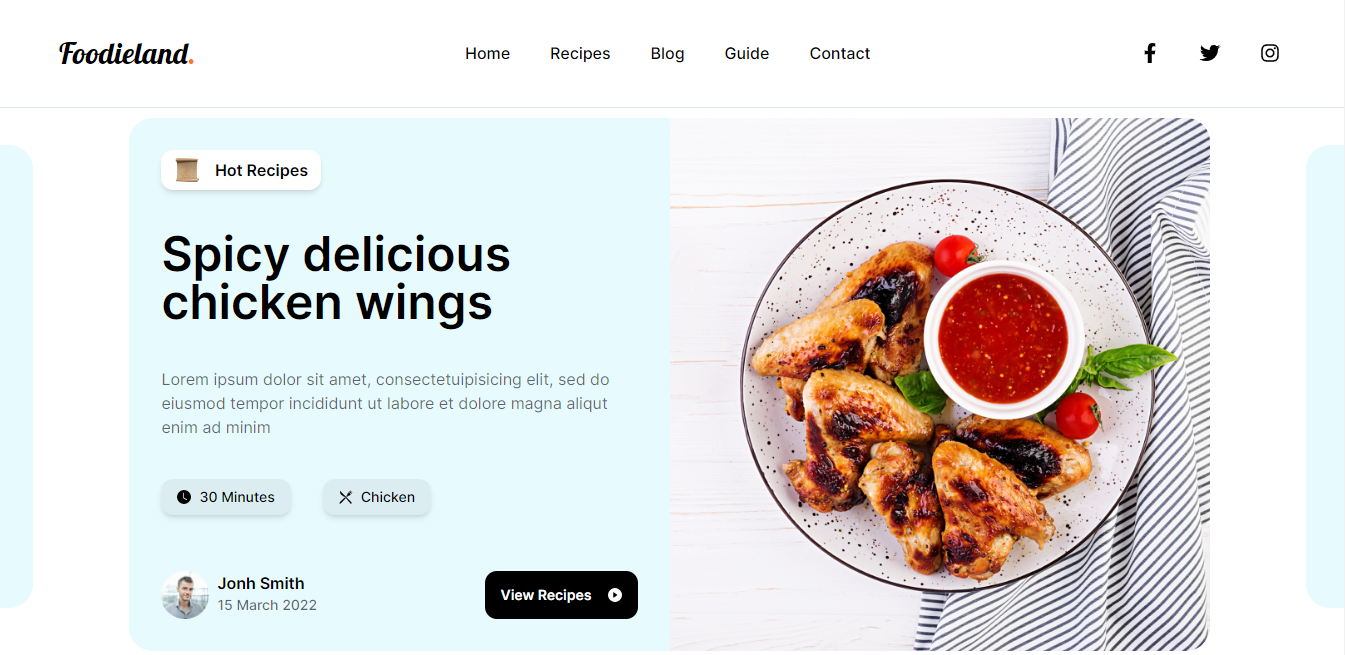 Foodieland.
Home
Recipes
Blog
Guide
Contact
Hot Recipes
Spicy delicious
chicken wings
Lorem ipsum dolor sit amet, consectetuipisicing elit, sed do
eiusmod tempor incididunt ut labore et dolore magna aliqut
enim ad minim
30 Minutes
Chicken
Jonh Smith
15 March 2022
View Recipes